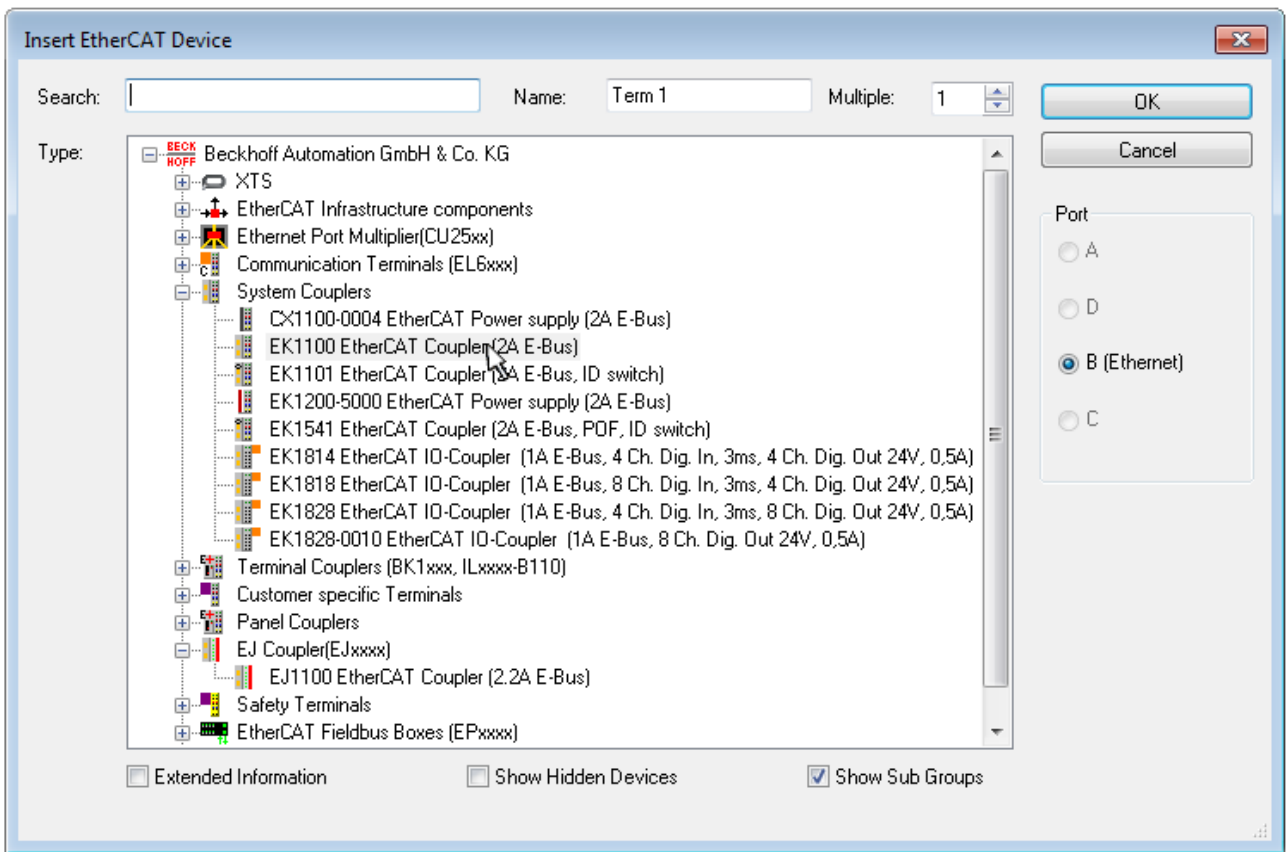 Insert EtherCAT Device
Search: Name: Term 1 Multiple: 1 OK
Type: BECKHOFF Beckhoff Automation GmbH & Co. KG Cancel
XTS
EtherCAT Infrastructure components
Port
Ethernet Port Multiplier(CU25xx)
A
Communication Terminals (EL6xxx)
System Couplers
CX1100-0004 EtherCAT Power supply (2A E-Bus)
D
EK1100 EtherCAT Coupler (2A E-Bus)
B (Ethernet)
EK1101 EtherCAT Coupler (2A E-Bus, ID switch)
EK1200-5000 EtherCAT Power supply (2A E-Bus)
C
EK1541 EtherCAT Coupler (2A E-Bus, POF, ID switch)
EK1814 EtherCAT IO-Coupler (1A E-Bus, 4 Ch. Dig. In, 3ms, 4 Ch. Dig. Out 24V, 0,5A)
EK1818 EtherCAT IO-Coupler (1A E-Bus, 8 Ch. Dig. In, 3ms, 4 Ch. Dig. Out 24V, 0,5A)
EK1828 EtherCAT IO-Coupler (1A E-Bus, 4 Ch. Dig. In, 3ms, 8 Ch. Dig. Out 24V, 0,5A)
EK1828-0010 EtherCAT IO-Coupler (1A E-Bus, 8 Ch. Dig. Out 24V, 0,5A)
Terminal Couplers (BK1xxx, ILxxxx-B110)
Customer specific Terminals
Panel Couplers
EJ Coupler(EJxxxx)
EJ1100 EtherCAT Coupler (2.2A E-Bus)
Safety Terminals
EtherCAT Fieldbus Boxes (EPxxxx)
Extended Information Show Hidden Devices Show Sub Groups